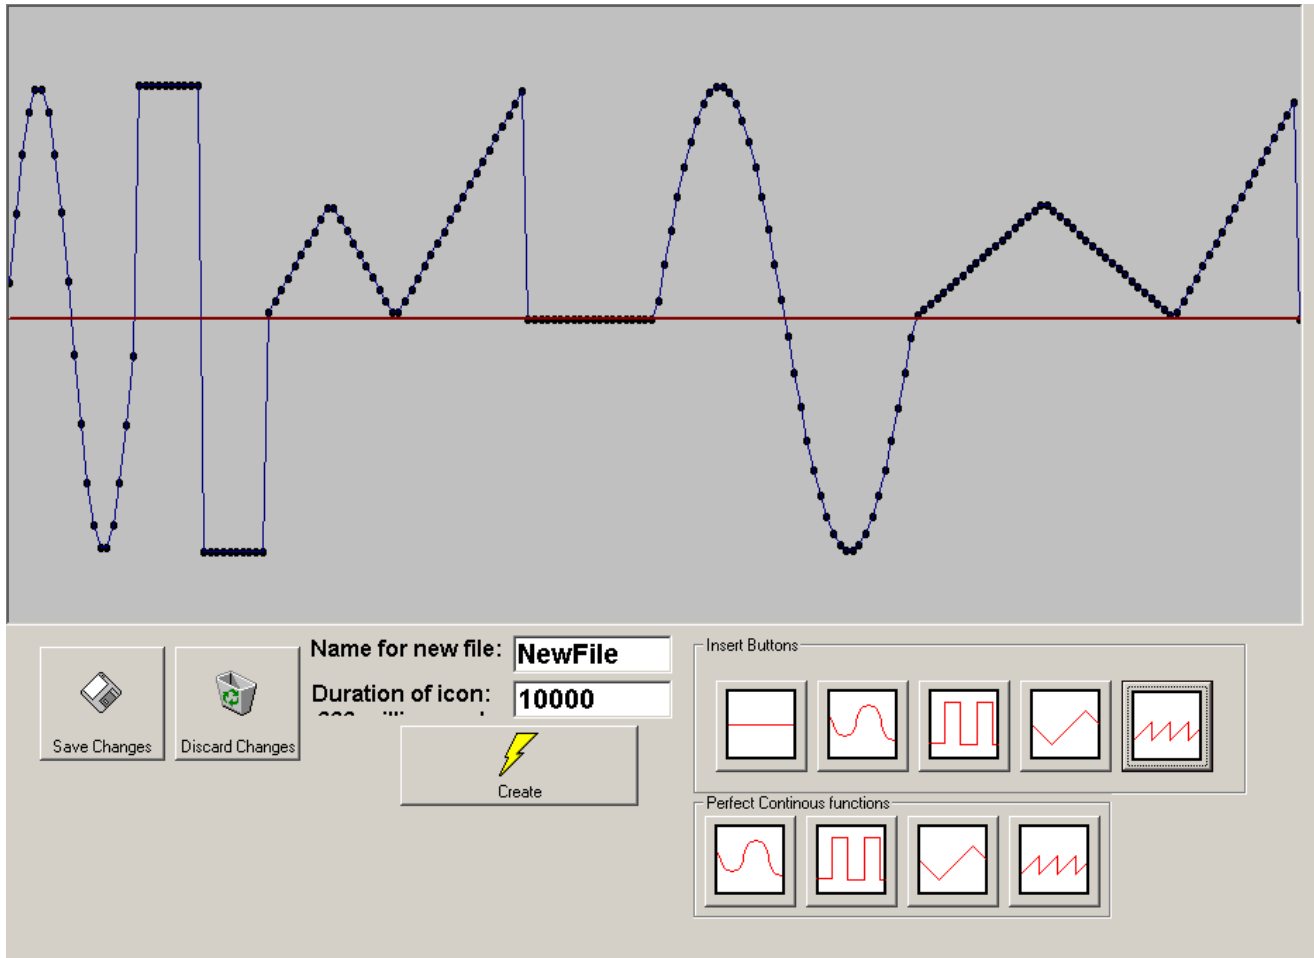 Name for new file: NewFile
Insert Buttons
Duration of icon: 10000
Save Changes
Discard Changes
Create
Perfect Continous functions